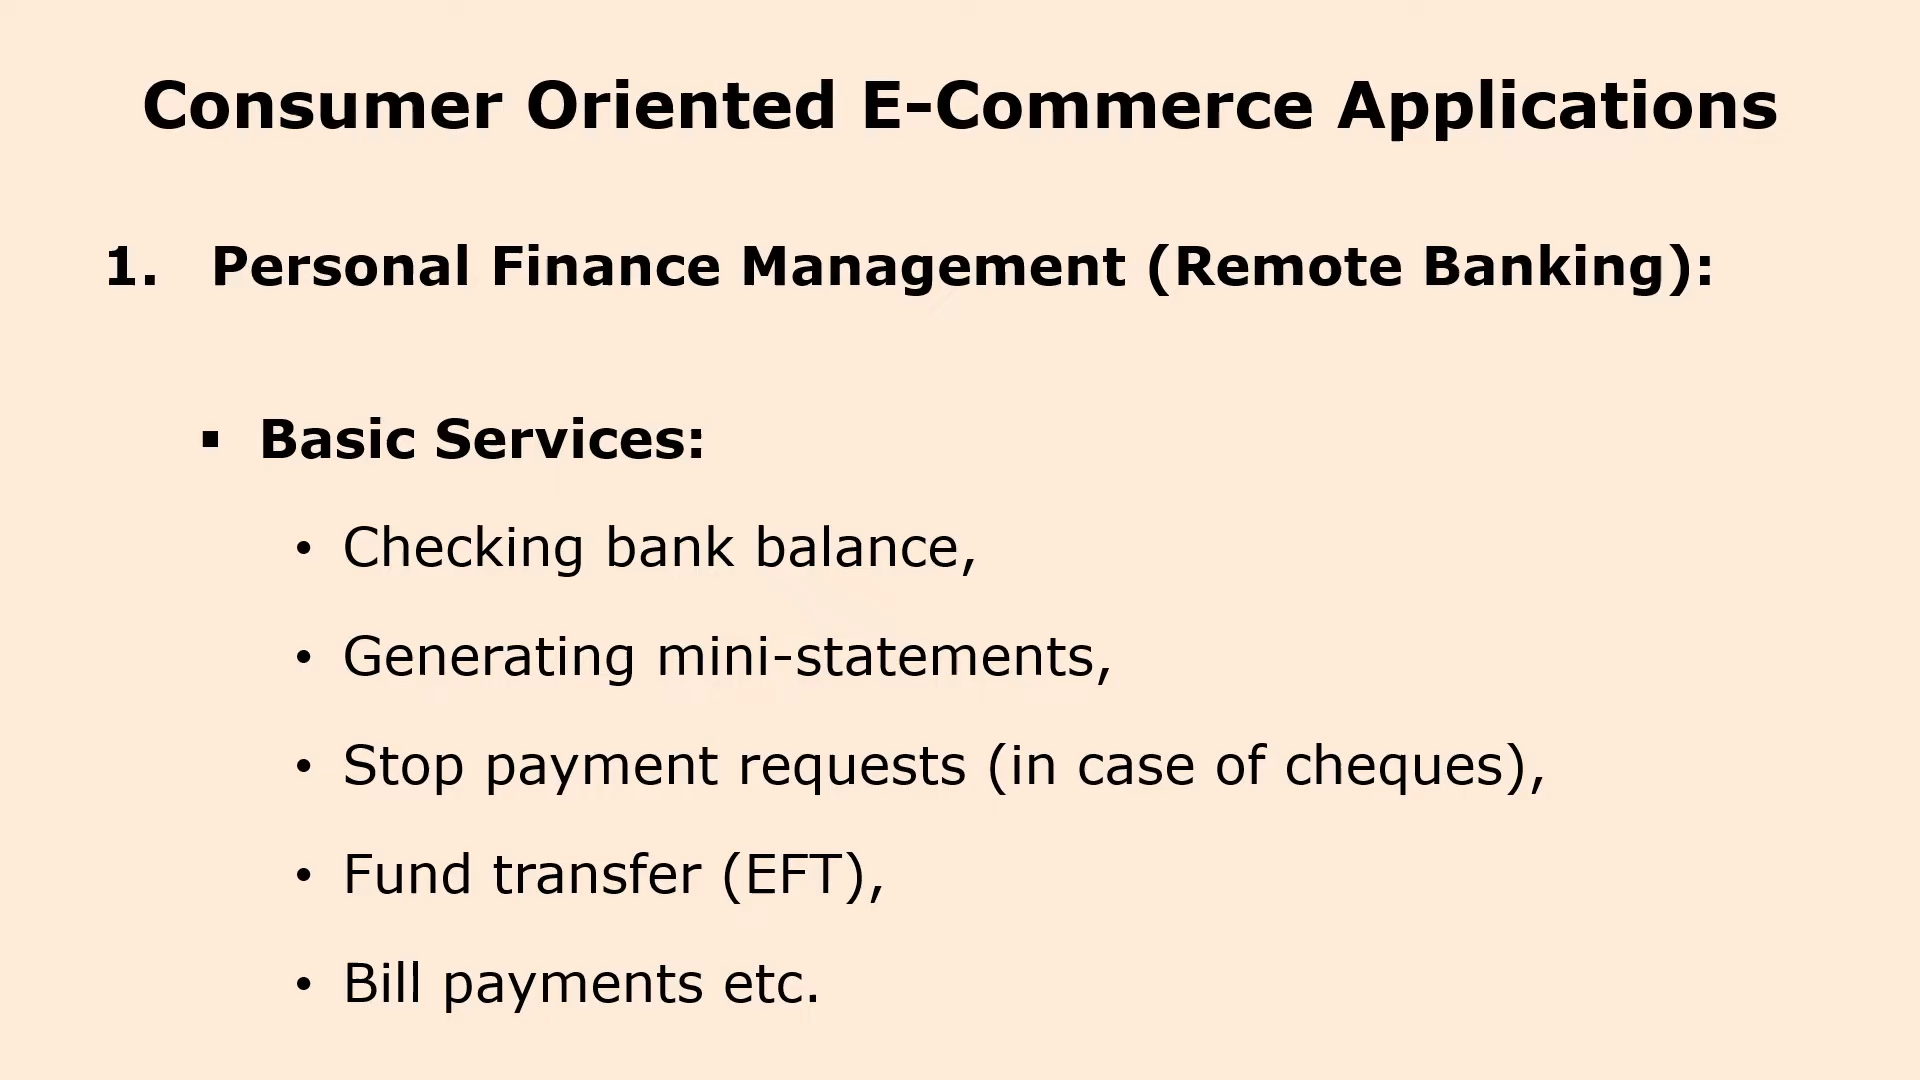 Consumer Oriented E-Commerce Applications
1. Personal Finance Management (Remote Banking):
▪ Basic Services:
• Checking bank balance,
• Generating mini-statements,
• Stop payment requests (in case of cheques),
• Fund transfer (EFT),
• Bill payments etc.